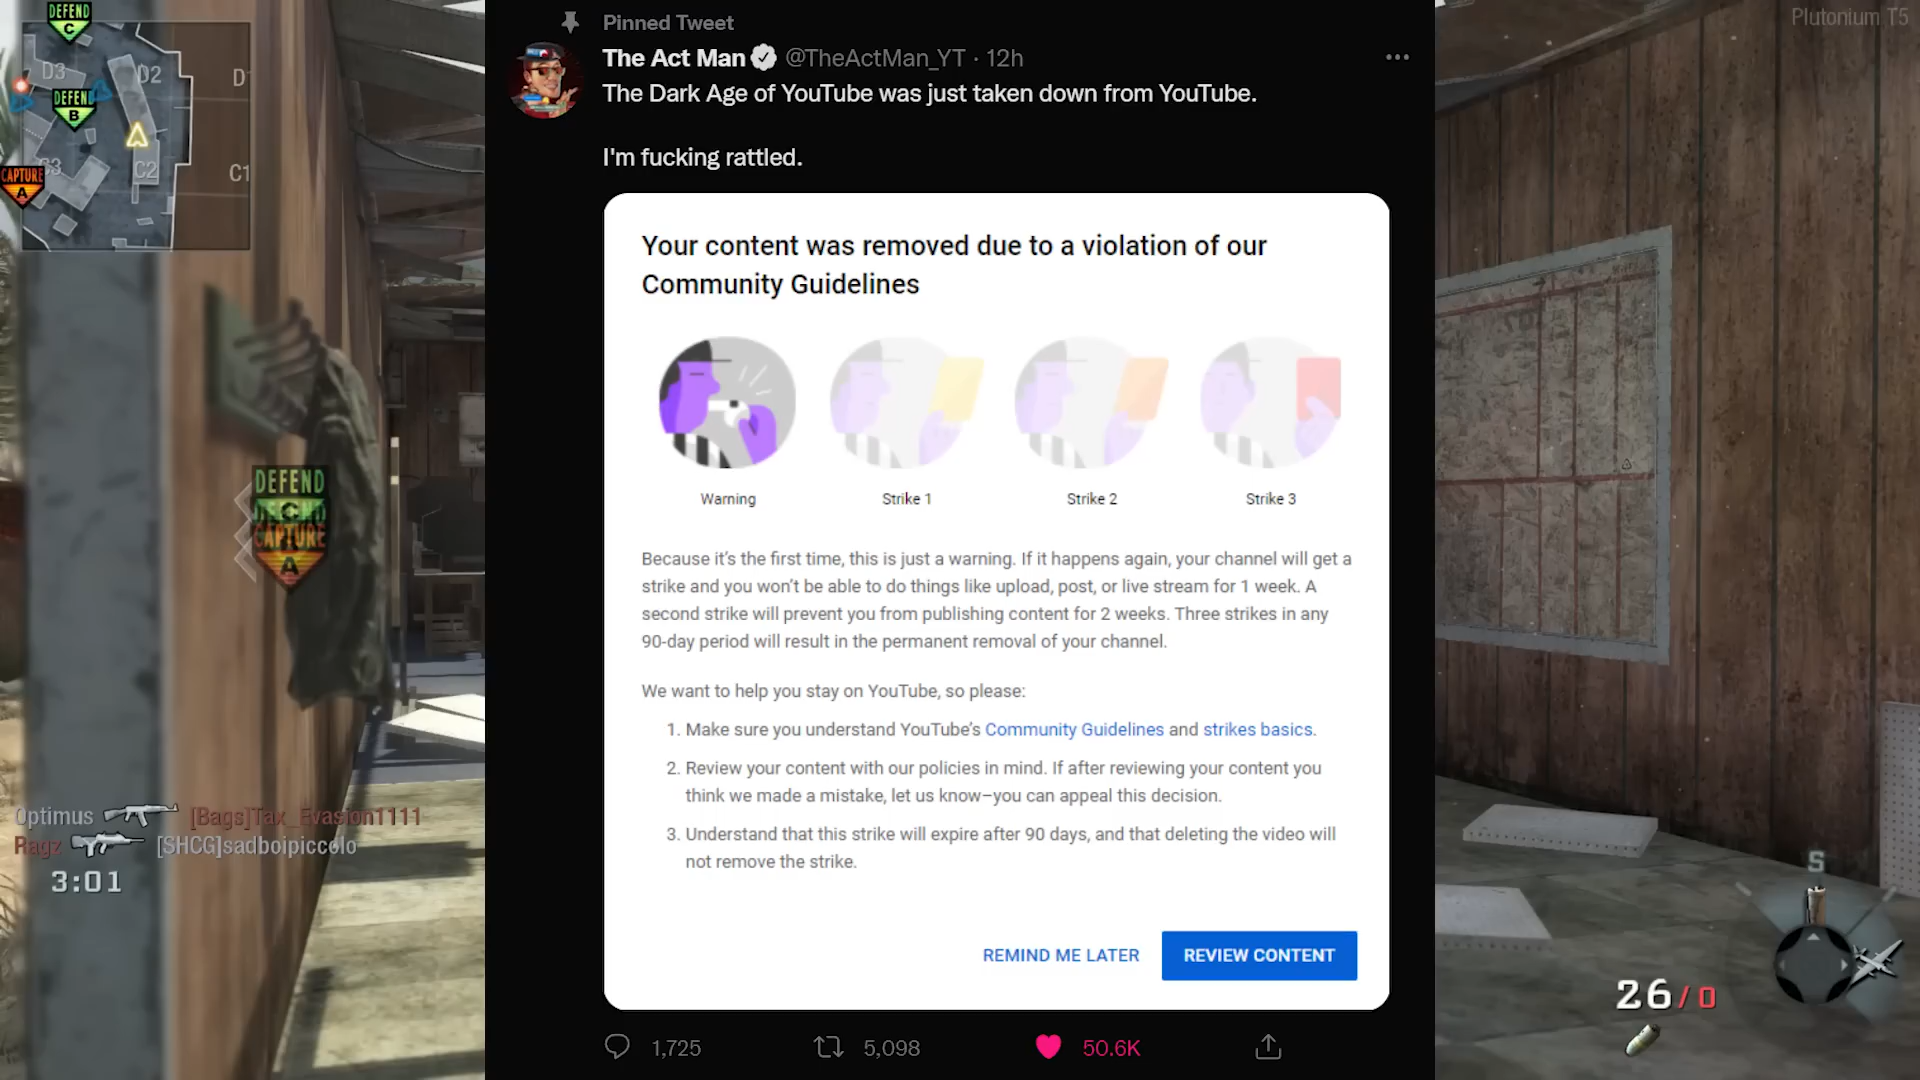 DEFEND
C
D3
D2
D
DEFEND
B
CAPTURE
A
C2
C1
Plutonium T5
Pinned Tweet
The Act Man @TheActMan_YT · 12h
The Dark Age of YouTube was just taken down from YouTube.
I'm fucking rattled.
Your content was removed due to a violation of our
Community Guidelines
Warning
Strike 1
Strike 2
Strike 3
Because it's the first time, this is just a warning. If it happens again, your channel will get a
strike and you won't be able to do things like upload, post, or live stream for 1 week. A
second strike will prevent you from publishing content for 2 weeks. Three strikes in any
90-day period will result in the permanent removal of your channel.
We want to help you stay on YouTube, so please:
1. Make sure you understand YouTube's Community Guidelines and strikes basics.
2. Review your content with our policies in mind. If after reviewing your content you
think we made a mistake, let us know–you can appeal this decision.
3. Understand that this strike will expire after 90 days, and that deleting the video will
not remove the strike.
REMIND ME LATER
REVIEW CONTENT
1,725
5,098
50.6K
DEFEND
C
DEFEND
CAPTURE
A
Optimus [Bags]Tax_Evasion1111
Ragz [SHCG]sadboipiccolo
3:01
S
26/0